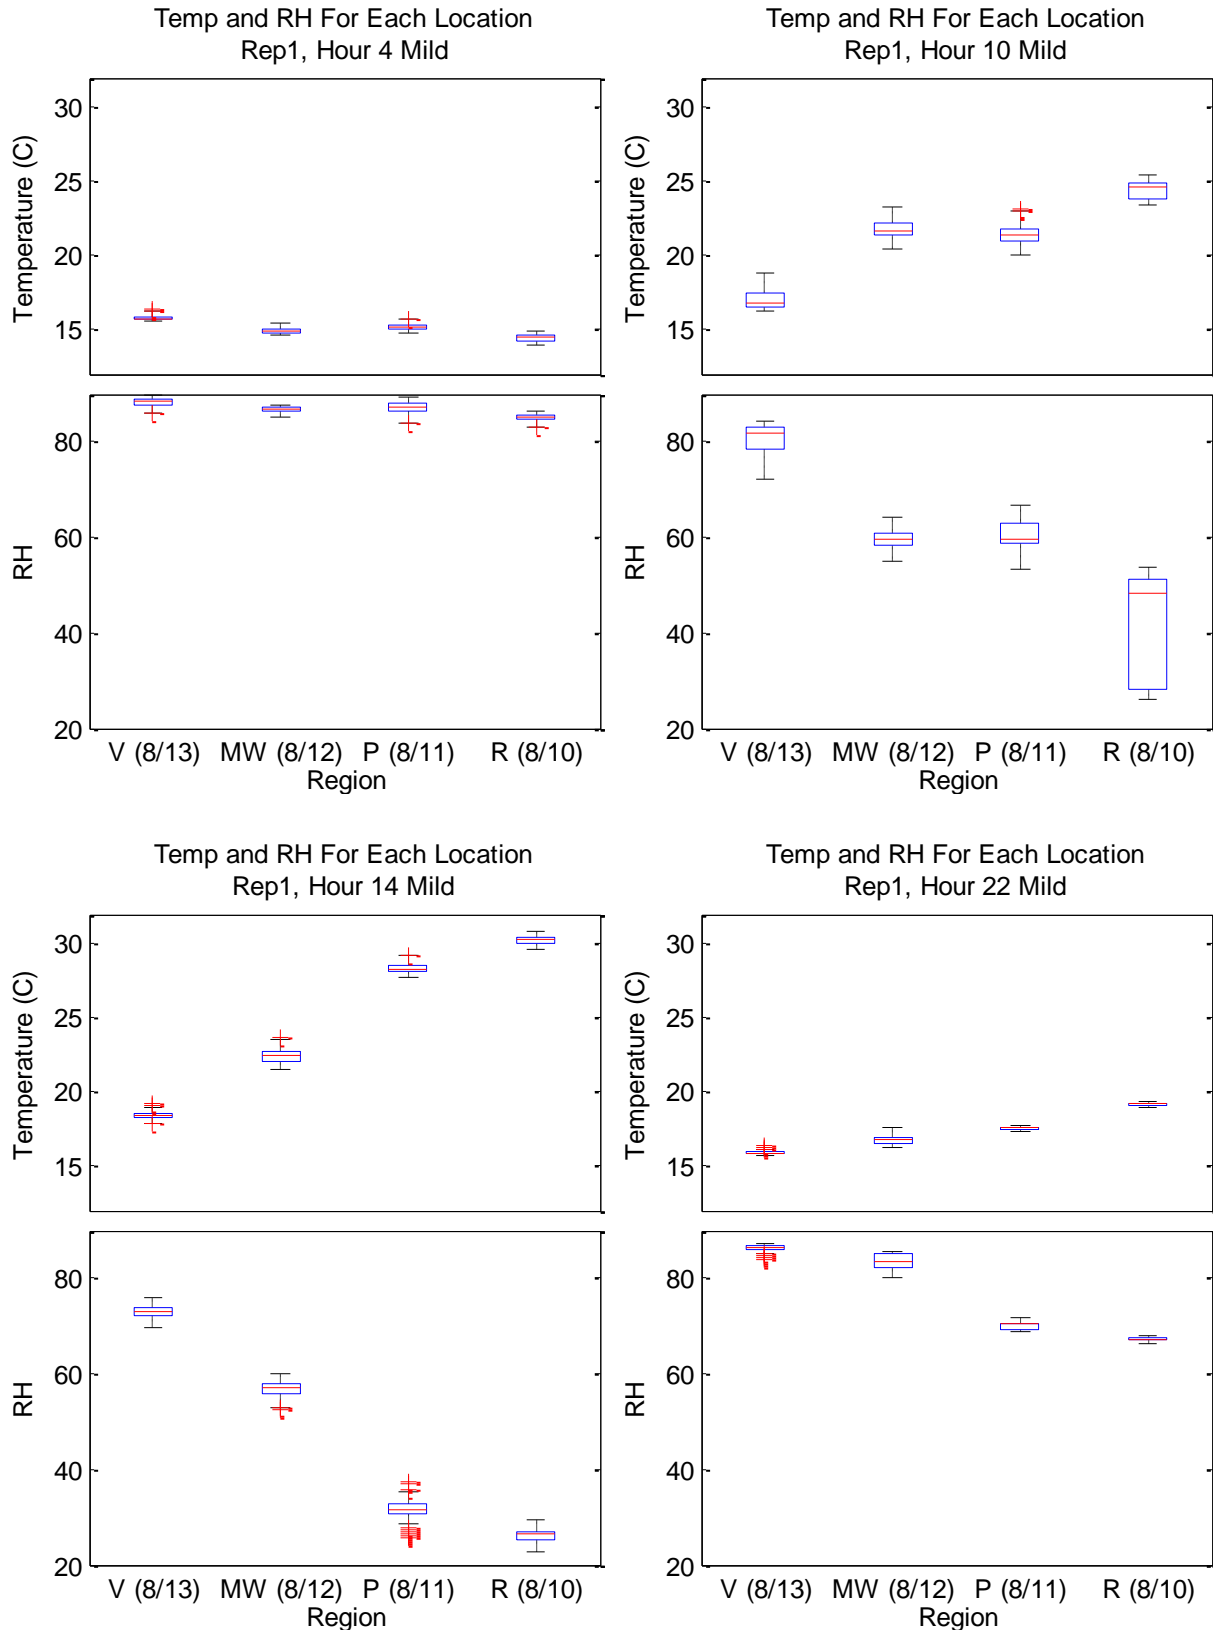 Temp and RH For Each Location
Rep1, Hour 4 Mild
30
25
20
15
Temperature (C)
80
60
40
20
RH
V (8/13) MW (8/12) P (8/11) R (8/10)
Region
Temp and RH For Each Location
Rep1, Hour 10 Mild
30
25
20
15
Temperature (C)
80
60
40
20
RH
V (8/13) MW (8/12) P (8/11) R (8/10)
Region
Temp and RH For Each Location
Rep1, Hour 14 Mild
30
25
20
15
Temperature (C)
80
60
40
20
RH
V (8/13) MW (8/12) P (8/11) R (8/10)
Region
Temp and RH For Each Location
Rep1, Hour 22 Mild
30
25
20
15
Temperature (C)
80
60
40
20
RH
V (8/13) MW (8/12) P (8/11) R (8/10)
Region